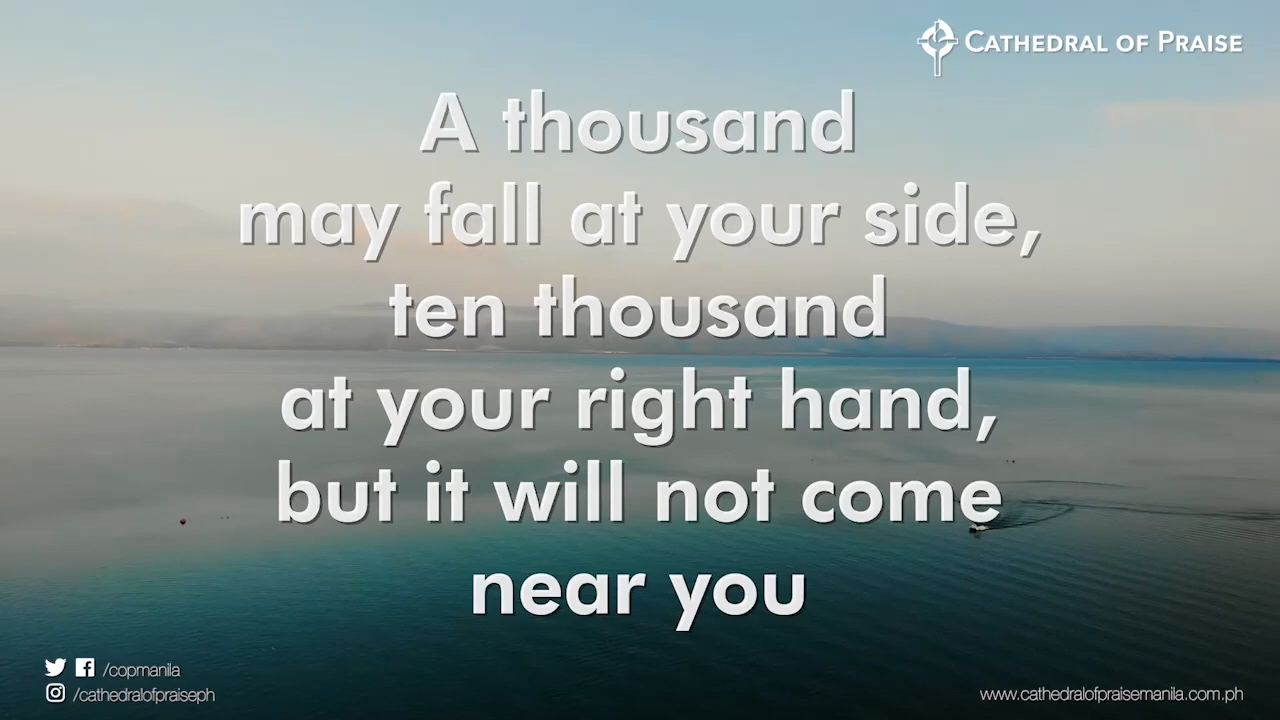 CATHEDRAL OF PRAISE
A thousand
may fall at your side,
ten thousand
at your right hand,
but it will not come
near you
/copmanila
/cathedralofpraiseph
www.cathedralofpraisemanila.com.ph